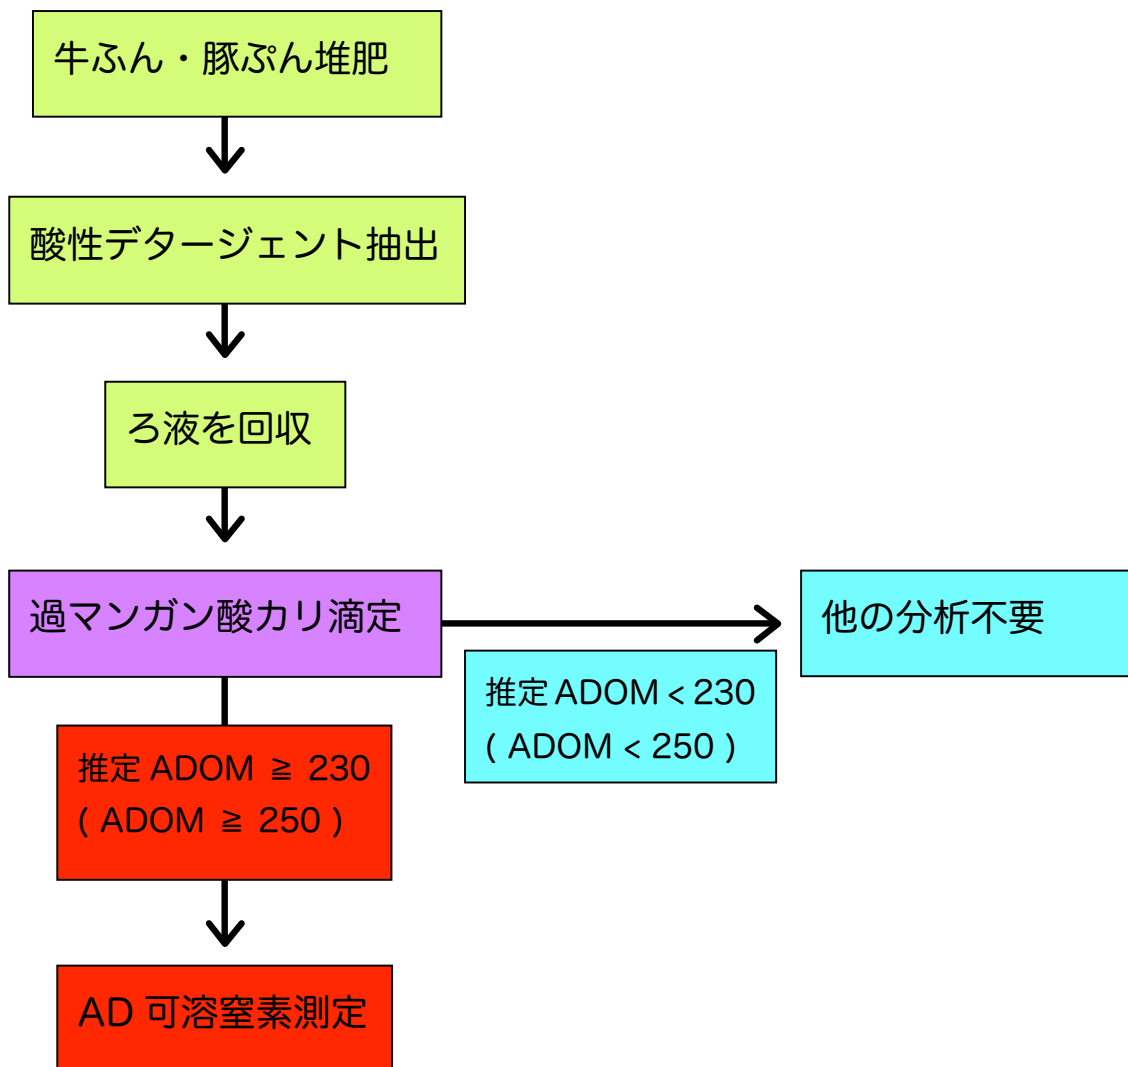 牛ふん・豚ぷん堆肥
酸性デタージェント抽出
ろ液を回収
過マンガン酸カリ滴定
他の分析不要
推定 ADOM < 230
( ADOM < 250 )
推定 ADOM ≧ 230
( ADOM ≧ 250 )
AD 可溶窒素測定